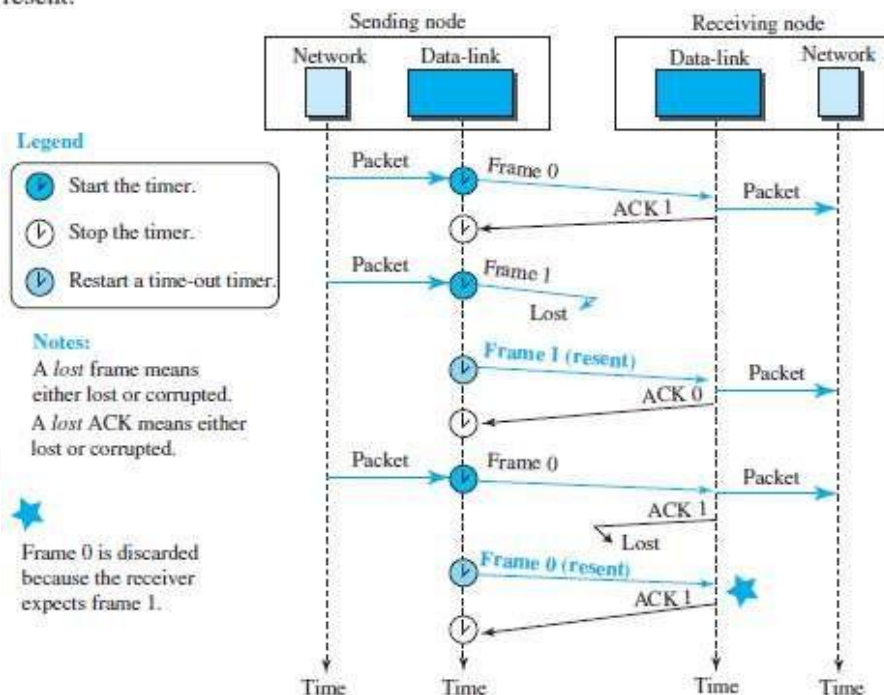 resent.
Sending node
Receiving node
Network
Data-link
Data-link
Network
Legend
Start the timer.
Stop the timer.
Restart a time-out timer.
Notes:
A lost frame means
either lost or corrupted.
A lost ACK means either
lost or corrupted.
Frame 0 is discarded
because the receiver
expects frame 1.
Packet
Frame 0
ACK 1
Packet
Packet
Frame 1
Lost
Frame 1 (resent)
Packet
ACK 0
Packet
Frame 0
Packet
ACK 1
Lost
Frame 0 (resent)
ACK 1
Time
Time
Time
Time